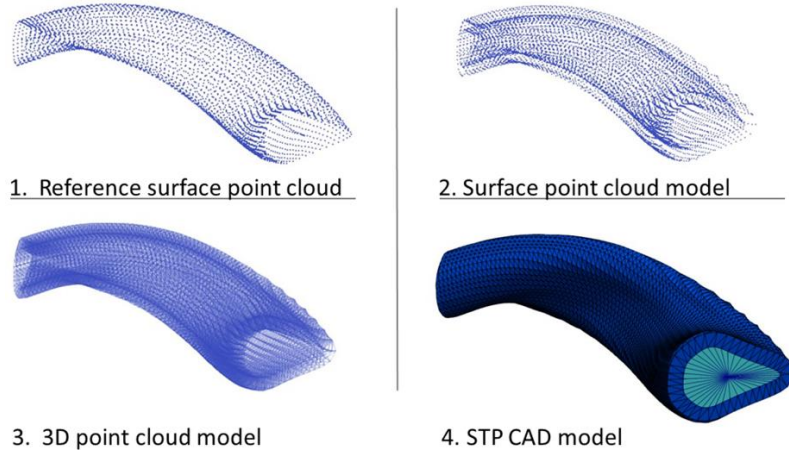 1. Reference surface point cloud
2. Surface point cloud model
3. 3D point cloud model
4. STP CAD model